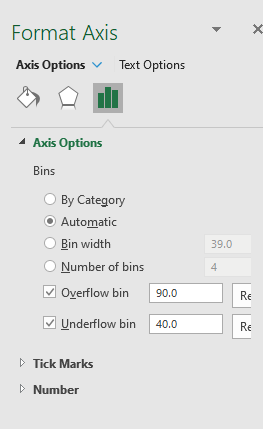 Format Axis
Axis Options Text Options
Axis Options
Bins
By Category
Automatic
Bin width 39.0
Number of bins 4
Overflow bin 90.0 Re
Underflow bin 40.0 Re
Tick Marks
Number